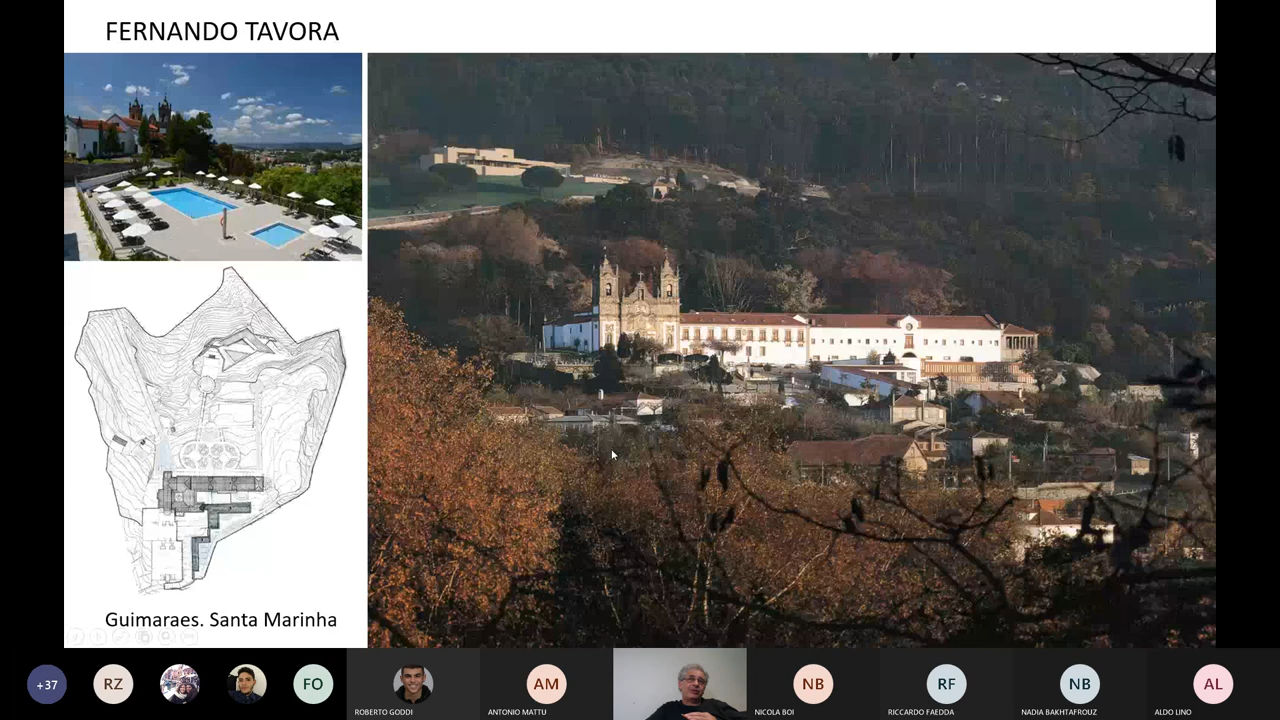 FERNANDO TAVORA
Guimaraes. Santa Marinha
+37
RZ
FO
ROBERTO GODDI
AM
ANTONIO MATTU
NB
NICOLA BOI
RF
RICCARDO FAEDDA
NB
NADIA BAKHTAFROUZ
AL
ALDO LINO